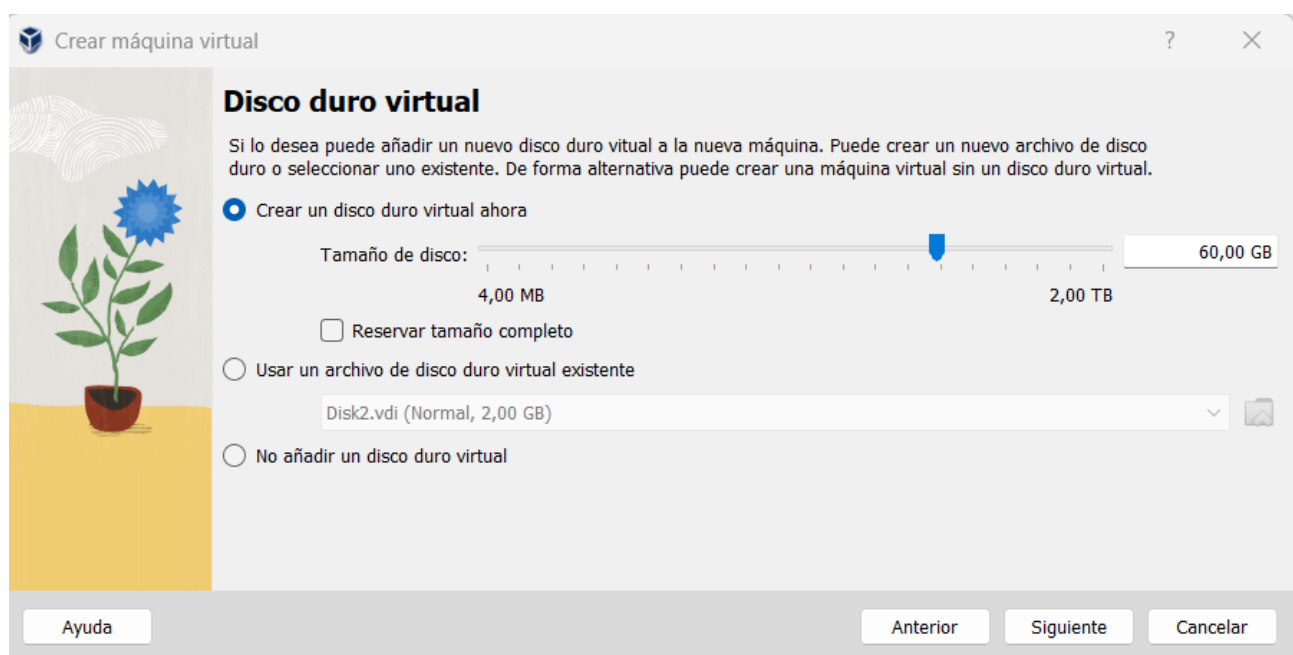 Crear máquina virtual
?
Disco duro virtual
Si lo desea puede añadir un nuevo disco duro vitual a la nueva máquina. Puede crear un nuevo archivo de disco
duro o seleccionar uno existente. De forma alternativa puede crear una máquina virtual sin un disco duro virtual.
Crear un disco duro virtual ahora
Tamaño de disco:
60,00 GB
4,00 MB 2,00 TB
Reservar tamaño completo
Usar un archivo de disco duro virtual existente
Disk2.vdi (Normal, 2,00 GB)
No añadir un disco duro virtual
Ayuda Anterior Siguiente Cancelar